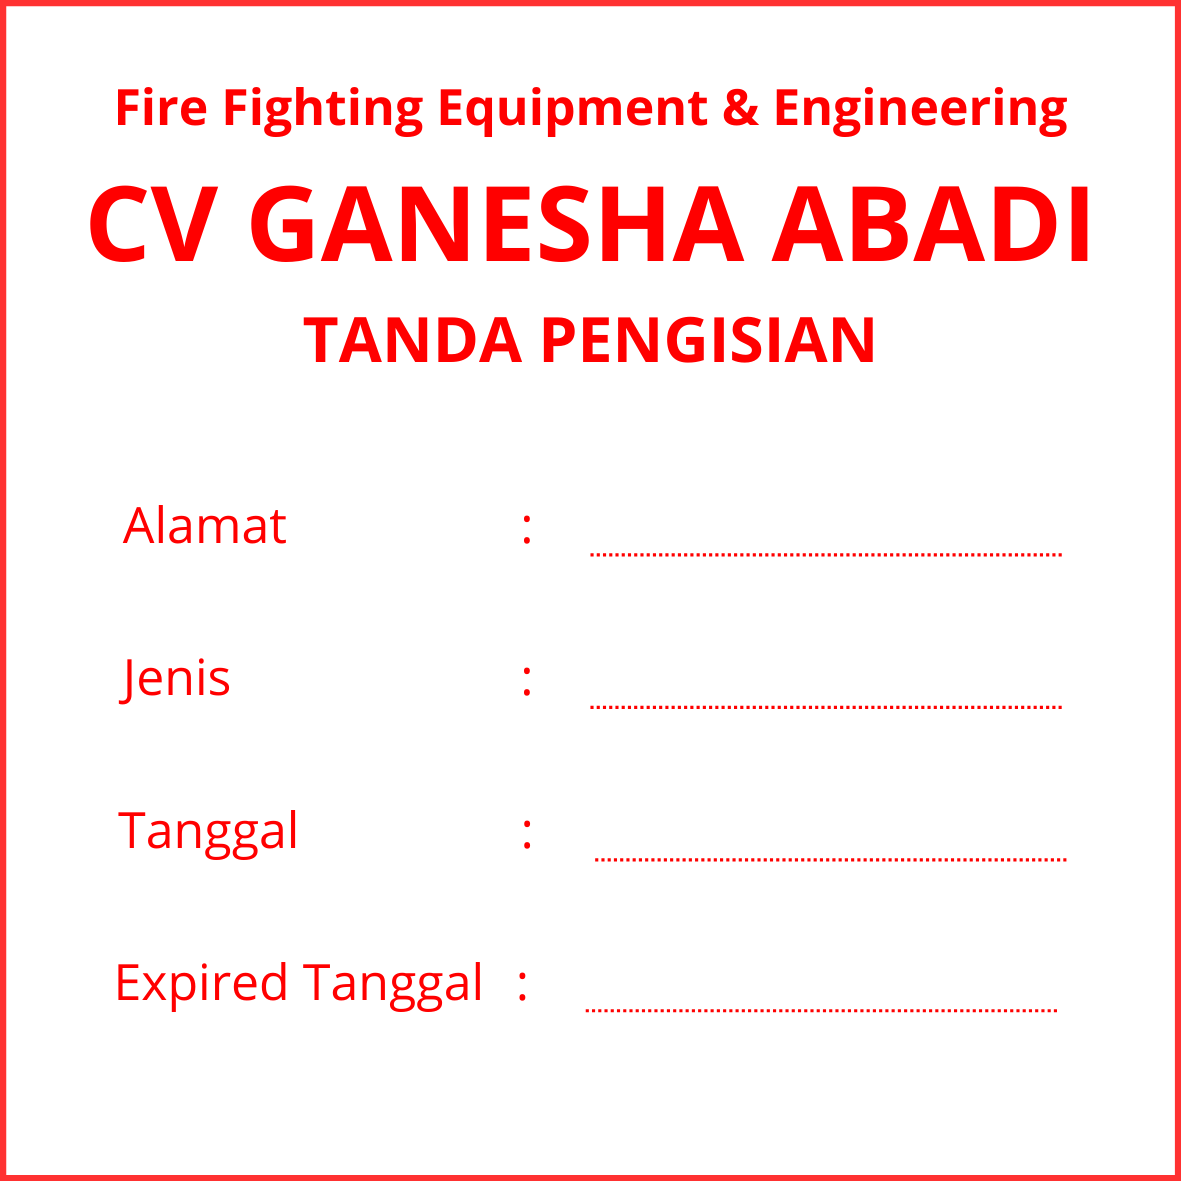 Fire Fighting Equipment & Engineering
CV GANESHA ABADI
TANDA PENGISIAN
Alamat : ............................................................................
Jenis : ............................................................................
Tanggal : ............................................................................
Expired Tanggal : ............................................................................